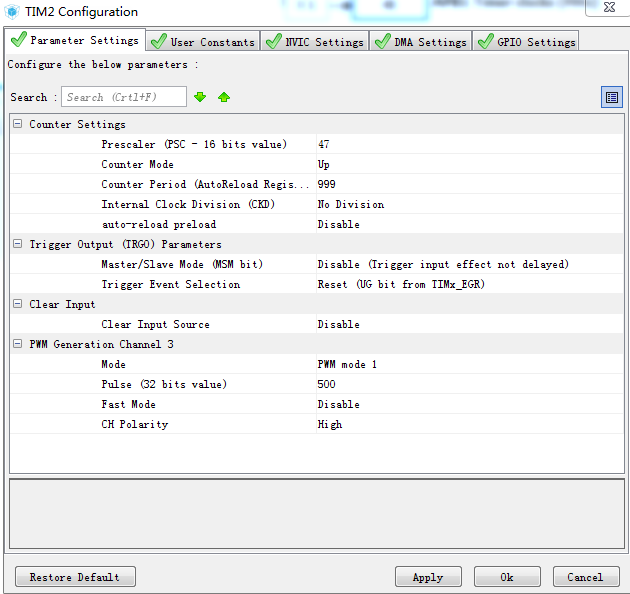 TIM2 Configuration
Parameter Settings
User Constants
NVIC Settings
DMA Settings
GPIO Settings
Configure the below parameters :
Search : Search (Crtl+F)
Counter Settings
Prescaler (PSC - 16 bits value) 47
Counter Mode Up
Counter Period (AutoReload Regis... 999
Internal Clock Division (CKD) No Division
auto-reload preload Disable
Trigger Output (TRGO) Parameters
Master/Slave Mode (MSM bit) Disable (Trigger input effect not delayed)
Trigger Event Selection Reset (UG bit from TIMx_EGR)
Clear Input
Clear Input Source Disable
PWM Generation Channel 3
Mode PWM mode 1
Pulse (32 bits value) 500
Fast Mode Disable
CH Polarity High
Restore Default
Apply
Ok
Cancel